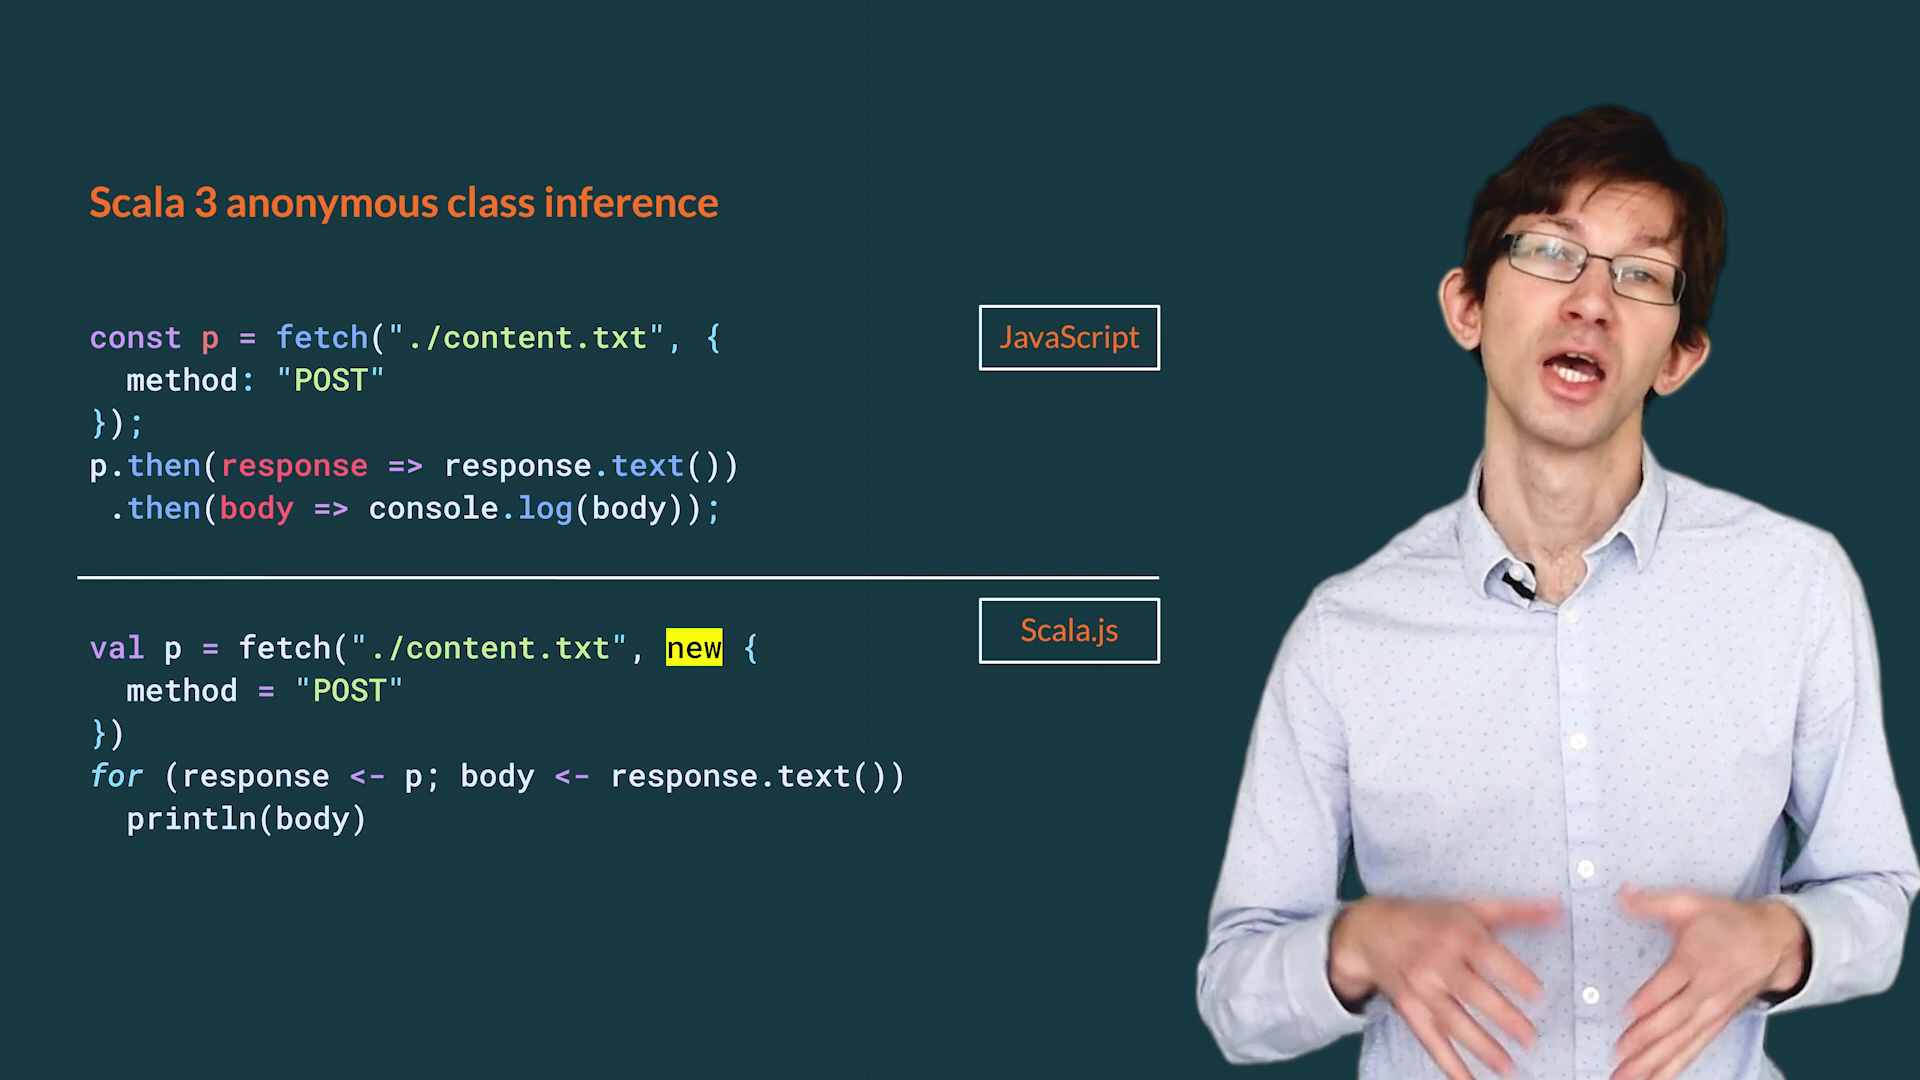 Scala 3 anonymous class inference
JavaScript
const p = fetch("./content.txt", {
  method: "POST"
});
p.then(response => response.text())
 .then(body => console.log(body));
Scala.js
val p = fetch("./content.txt", new {
  method = "POST"
})
for (response <- p; body <- response.text())
  println(body)